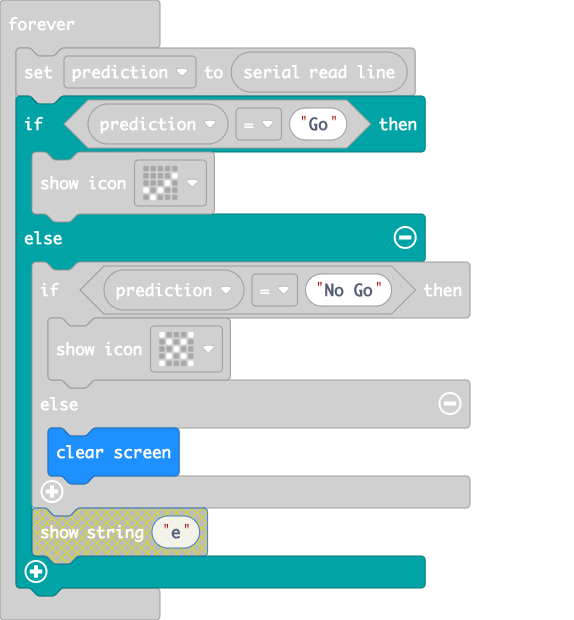 forever
set prediction to serial read line
if prediction = "Go" then
show icon
else
if prediction = "No Go" then
show icon
else
clear screen
show string "e"